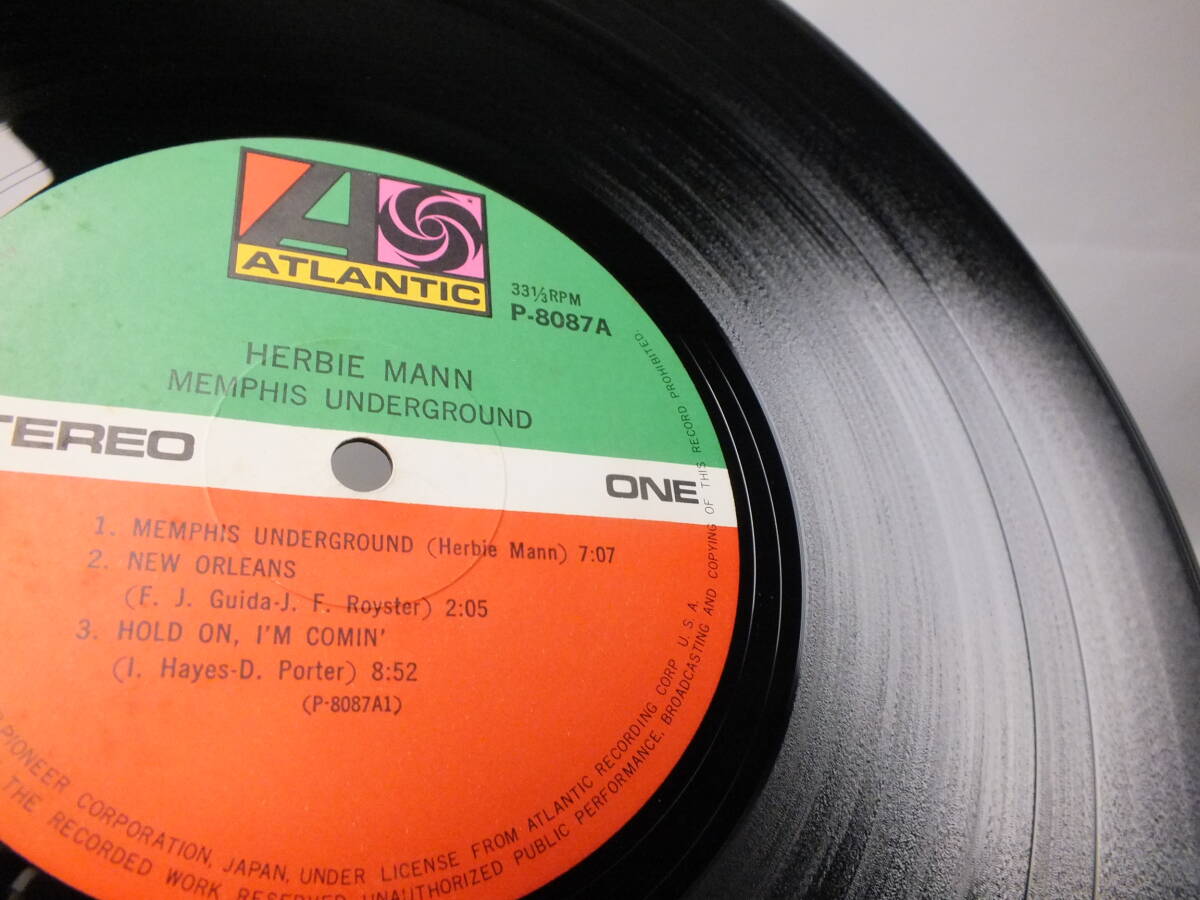 ATLANTIC
33⅓RPM
P-8087A
HERBIE MANN
MEMPHIS UNDERGROUND
TEREO
ONE
1. MEMPHIS UNDERGROUND (Herbie Mann) 7:07
2. NEW ORLEANS
(F. J. Guida-J. F. Royster) 2:05
3. HOLD ON, I'M COMIN'
(I. Hayes-D. Porter) 8:52
(P-8087A1)
PIONEER CORPORATION, JAPAN, UNDER LICENSE FROM ATLANTIC RECORDING CORP. U. S. A.
THE RECORDED WORK RESERVED UNAUTHORIZED PUBLIC PERFORMANCE, BROADCASTING AND COPYING OF THIS RECORD PROHIBITED.